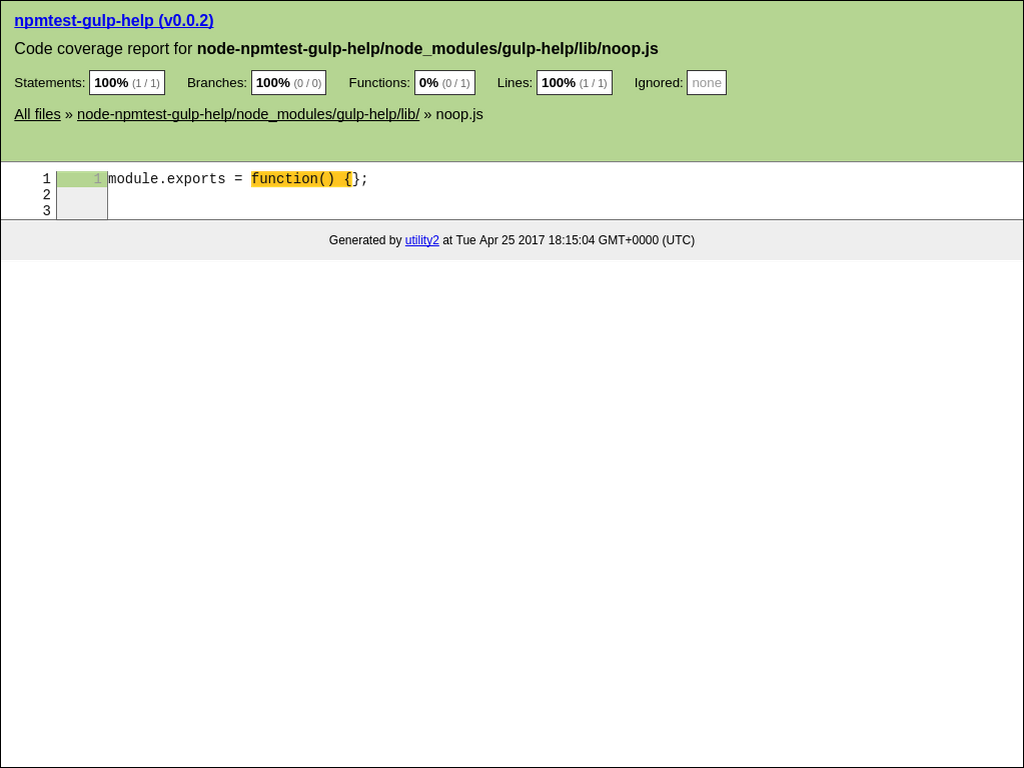 npmtest-gulp-help (v0.0.2)
Code coverage report for node-npmtest-gulp-help/node_modules/gulp-help/lib/noop.js
Statements: 100% (1 / 1) Branches: 100% (0 / 0) Functions: 0% (0 / 1) Lines: 100% (1 / 1) Ignored: none
All files » node-npmtest-gulp-help/node_modules/gulp-help/lib/ » noop.js
1 1 module.exports = function() {};
2
3
Generated by utility2 at Tue Apr 25 2017 18:15:04 GMT+0000 (UTC)